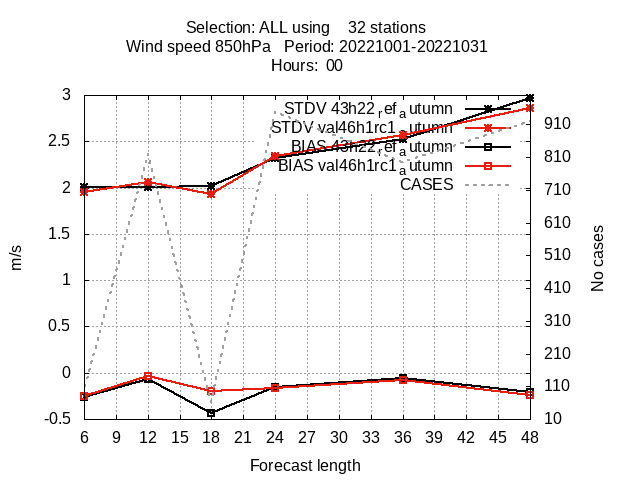 Selection: ALL using    32 stations
Wind speed 850hPa   Period: 20221001-20221031
Hours:  00
3
2.5
2
1.5
1
0.5
0
-0.5
m/s
STDV 43h22_ref_autumn
STDV val46h1rc1_autumn
BIAS 43h22_ref_autumn
BIAS val46h1rc1_autumn
CASES
910
810
710
610
510
410
310
210
110
10
No cases
6 9 12 15 18 21 24 27 30 33 36 39 42 45 48
Forecast length